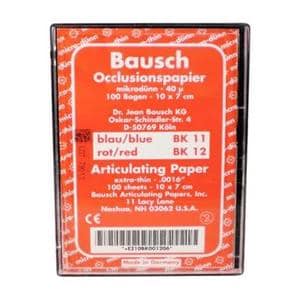 Bausch
Occlusionspapier
mikrodünn - 40 µ
100 Bogen - 10 x 7 cm
Dr. Jean Bausch KG
Oskar-Schindler-Str. 4
D-50769 Köln
blau/blue BK 11
rot/red BK 12
Articulating Paper
extra-thin - .0016"
100 sheets - 10 x 7 cm
Bausch Articulating Papers, Inc.
11 Lacy Lane
Nashua, NH 03062 U.S.A.
CE
Made in Germany